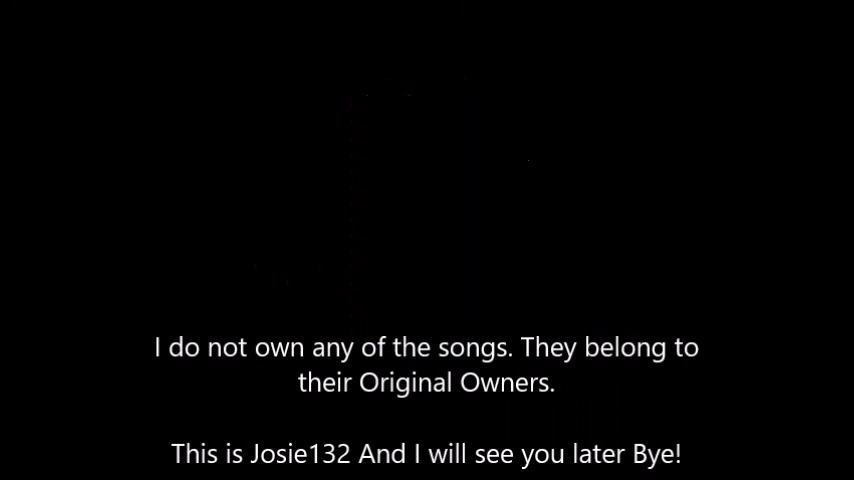 I do not own any of the songs. They belong to
their Original Owners.
This is Josie132 And I will see you later Bye!